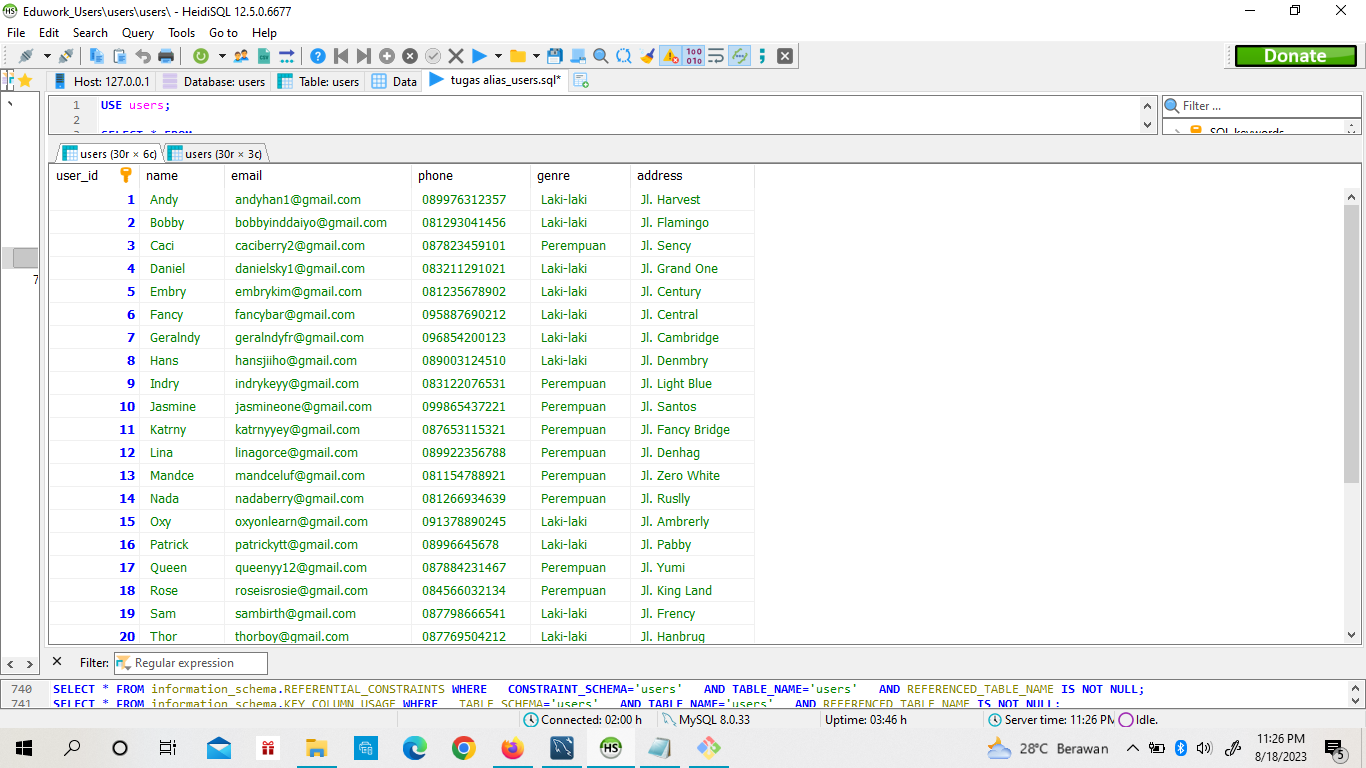 Eduwork_Users\users\users\ - HeidiSQL 12.5.0.6677
File Edit Search Query Tools Go to Help
Donate
Host: 127.0.0.1 Database: users Table: users Data tugas alias_users.sql*
1 USE users;
2
3 SELECT * FROM
Filter ...
SQL keywords
users (30r × 6c) users (30r × 3c)
user_id name email phone genre address
1 Andy andyhan1@gmail.com 089976312357 Laki-laki Jl. Harvest
2 Bobby bobbyinddaiyo@gmail.com 081293041456 Laki-laki Jl. Flamingo
3 Caci caciberry2@gmail.com 087823459101 Perempuan Jl. Sency
4 Daniel danielsky1@gmail.com 083211291021 Laki-laki Jl. Grand One
5 Embry embrykim@gmail.com 081235678902 Laki-laki Jl. Century
6 Fancy fancybar@gmail.com 095887690212 Laki-laki Jl. Central
7 Geralndy geralndyfr@gmail.com 096854200123 Laki-laki Jl. Cambridge
8 Hans hansjiiho@gmail.com 089003124510 Laki-laki Jl. Denmbry
9 Indry indrykeyy@gmail.com 083122076531 Perempuan Jl. Light Blue
10 Jasmine jasmineone@gmail.com 099865437221 Perempuan Jl. Santos
11 Katrny katrnyyey@gmail.com 087653115321 Perempuan Jl. Fancy Bridge
12 Lina linagorce@gmail.com 089922356788 Perempuan Jl. Denhag
13 Mandce mandceluf@gmail.com 081154788921 Perempuan Jl. Zero White
14 Nada nadaberry@gmail.com 081266934639 Perempuan Jl. Ruslly
15 Oxy oxyonlearn@gmail.com 091378890245 Laki-laki Jl. Ambrerly
16 Patrick patrickytt@gmail.com 08996645678 Laki-laki Jl. Pabby
17 Queen queenyy12@gmail.com 087884231467 Perempuan Jl. Yumi
18 Rose roseisrosie@gmail.com 084566032134 Perempuan Jl. King Land
19 Sam sambirth@gmail.com 087798666541 Laki-laki Jl. Frency
20 Thor thorboy@gmail.com 087769504212 Laki-laki Jl. Hanbrug
7
Filter: Regular expression
740 SELECT * FROM information_schema.REFERENTIAL_CONSTRAINTS WHERE CONSTRAINT_SCHEMA='users' AND TABLE_NAME='users' AND REFERENCED_TABLE_NAME IS NOT NULL;
741 SELECT * FROM information_schema.KEY_COLUMN_USAGE WHERE TABLE_SCHEMA='users' AND TABLE_NAME='users' AND REFERENCED_TABLE_NAME IS NOT NULL;
Connected: 02:00 h MySQL 8.0.33 Uptime: 03:46 h Server time: 11:26 PM Idle.
28°C Berawan 11:26 PM
8/18/2023
5